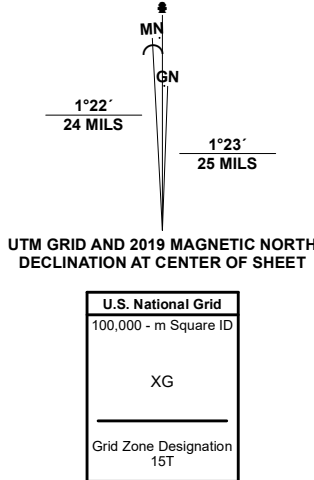 MN
GN
1°22´
24 MILS
1°23´
25 MILS
UTM GRID AND 2019 MAGNETIC NORTH
DECLINATION AT CENTER OF SHEET
U.S. National Grid
100,000 - m Square ID
XG
Grid Zone Designation
15T